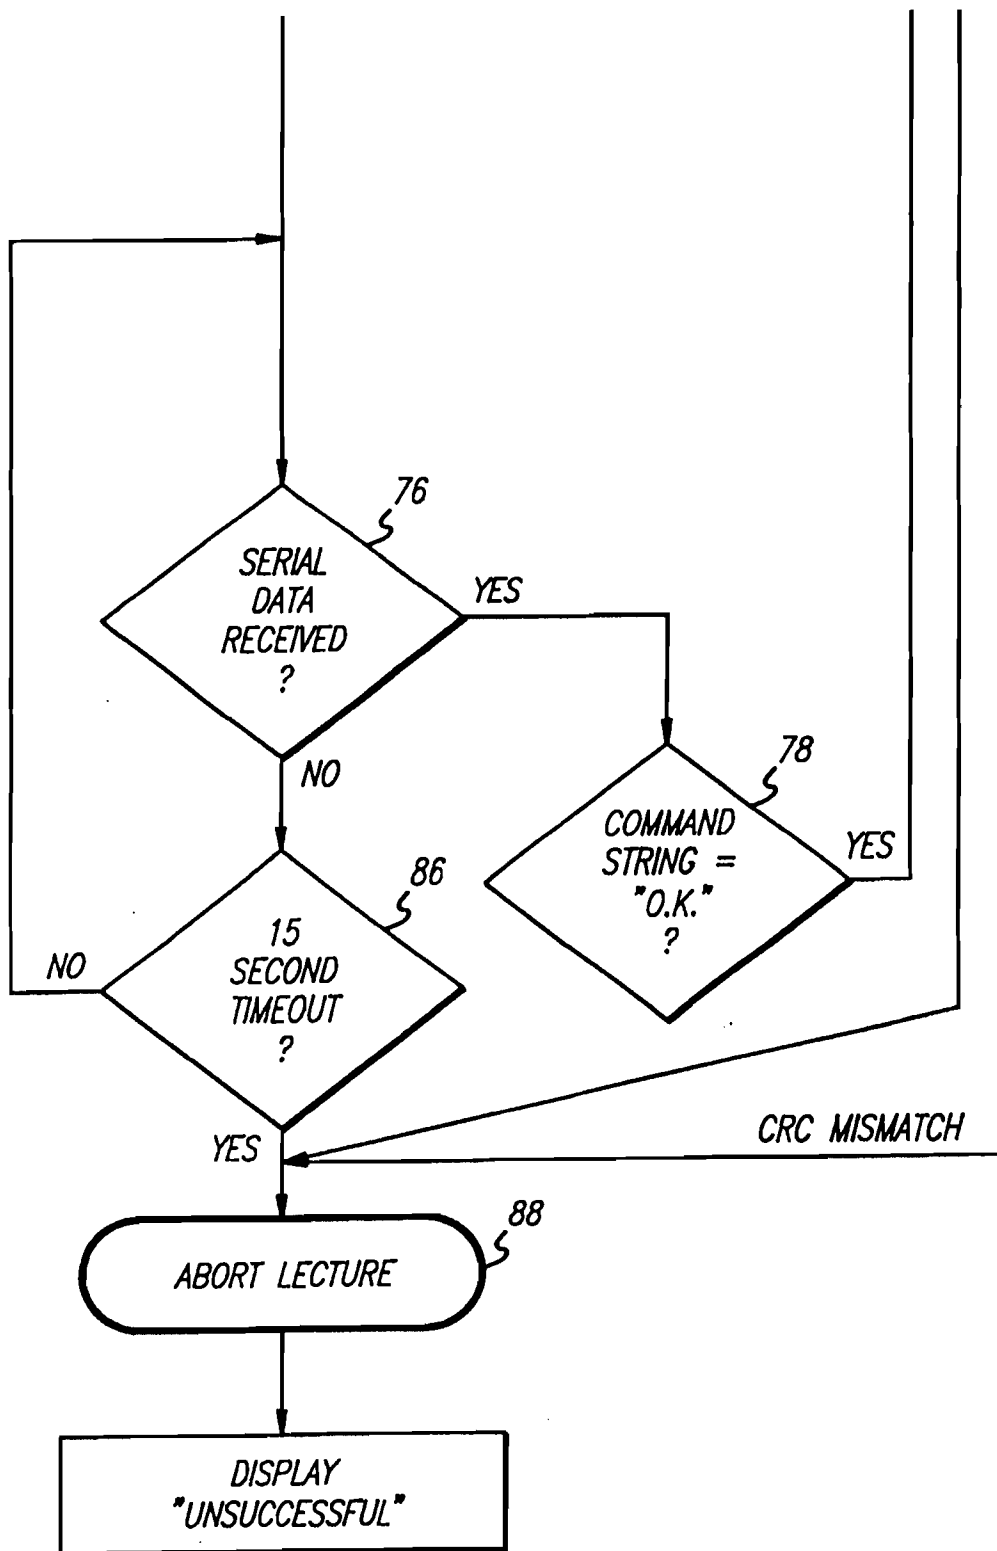 76
SERIAL
DATA
RECEIVED
?
YES
NO
78
COMMAND
STRING =
"O.K."
?
YES
86
15
SECOND
TIMEOUT
?
NO
YES
CRC MISMATCH
88
ABORT LECTURE
DISPLAY
"UNSUCCESSFUL"